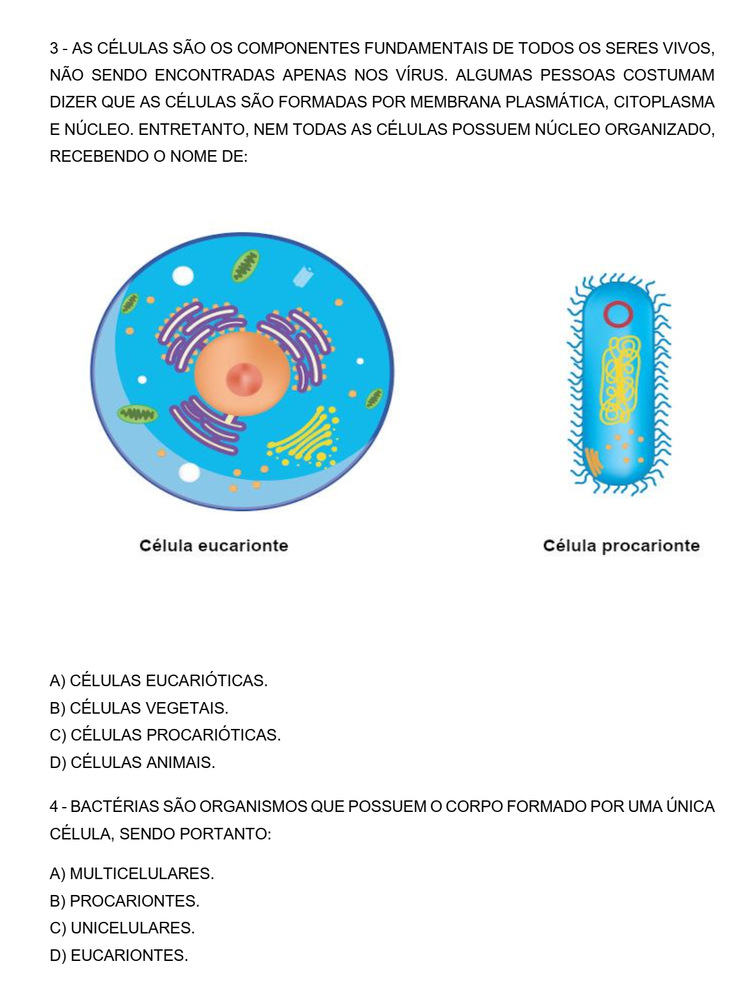 3 - AS CÉLULAS SÃO OS COMPONENTES FUNDAMENTAIS DE TODOS OS SERES VIVOS,
NÃO SENDO ENCONTRADAS APENAS NOS VÍRUS. ALGUMAS PESSOAS COSTUMAM
DIZER QUE AS CÉLULAS SÃO FORMADAS POR MEMBRANA PLASMÁTICA, CITOPLASMA
E NÚCLEO. ENTRETANTO, NEM TODAS AS CÉLULAS POSSUEM NÚCLEO ORGANIZADO,
RECEBENDO O NOME DE:
Célula eucarionte
Célula procarionte
A) CÉLULAS EUCARIÓTICAS.
B) CÉLULAS VEGETAIS.
C) CÉLULAS PROCARIÓTICAS.
D) CÉLULAS ANIMAIS.
4 - BACTÉRIAS SÃO ORGANISMOS QUE POSSUEM O CORPO FORMADO POR UMA ÚNICA
CÉLULA, SENDO PORTANTO:
A) MULTICELULARES.
B) PROCARIONTES.
C) UNICELULARES.
D) EUCARIONTES.